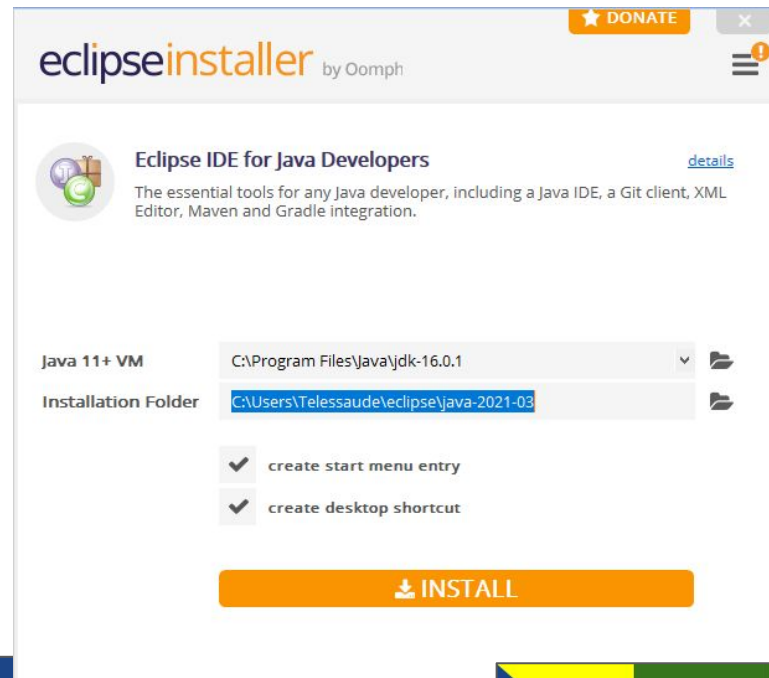 DONATE
eclipseinstaller by Oomph
Eclipse IDE for Java Developers
details
The essential tools for any Java developer, including a Java IDE, a Git client, XML
Editor, Maven and Gradle integration.
Java 11+ VM
C:\Program Files\Java\jdk-16.0.1
Installation Folder
C:\Users\Telessaude\eclipse\java-2021-03
create start menu entry
create desktop shortcut
INSTALL